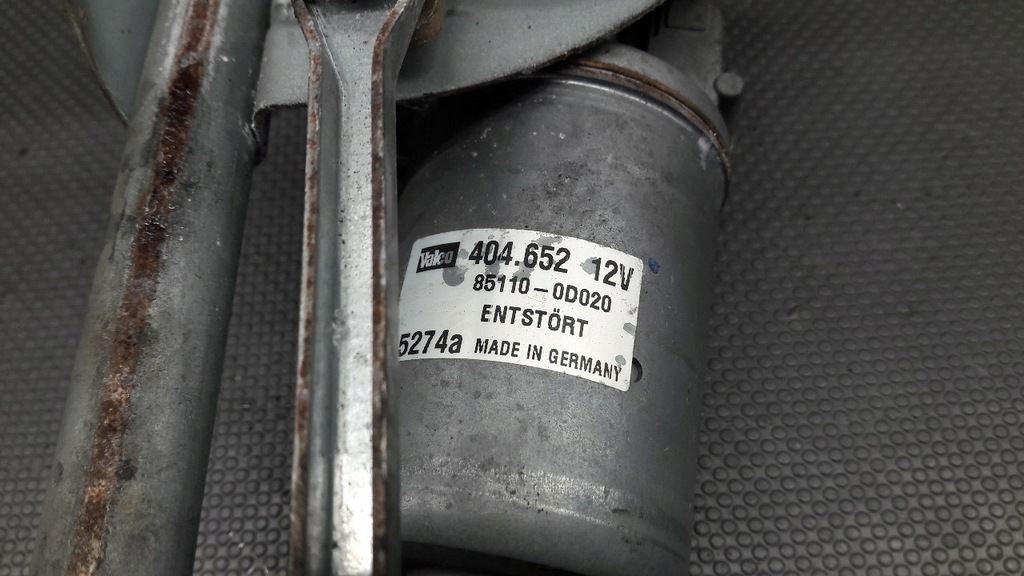 Valeo 404.652 12V
85110-0D020
ENTSTÖRT
5274a MADE IN GERMANY